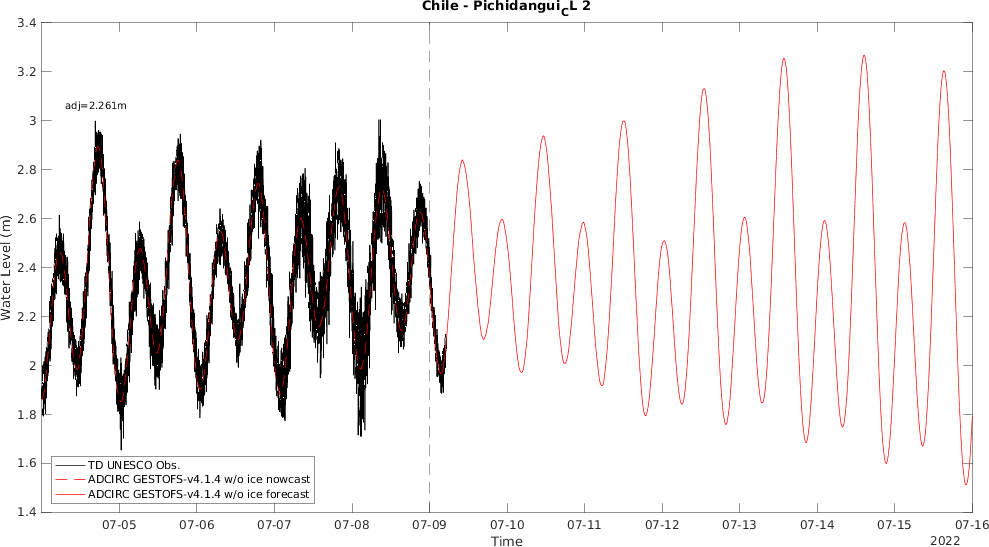 Chile - PichidanguiCL 2
3.4
3.2
3
2.8
2.6
2.4
2.2
2
1.8
1.6
1.4
Water Level (m)
adj=2.261m
TD UNESCO Obs.
ADCIRC GESTOFS-v4.1.4 w/o ice nowcast
ADCIRC GESTOFS-v4.1.4 w/o ice forecast
07-05 07-06 07-07 07-08 07-09 07-10 07-11 07-12 07-13 07-14 07-15 07-16
Time
2022